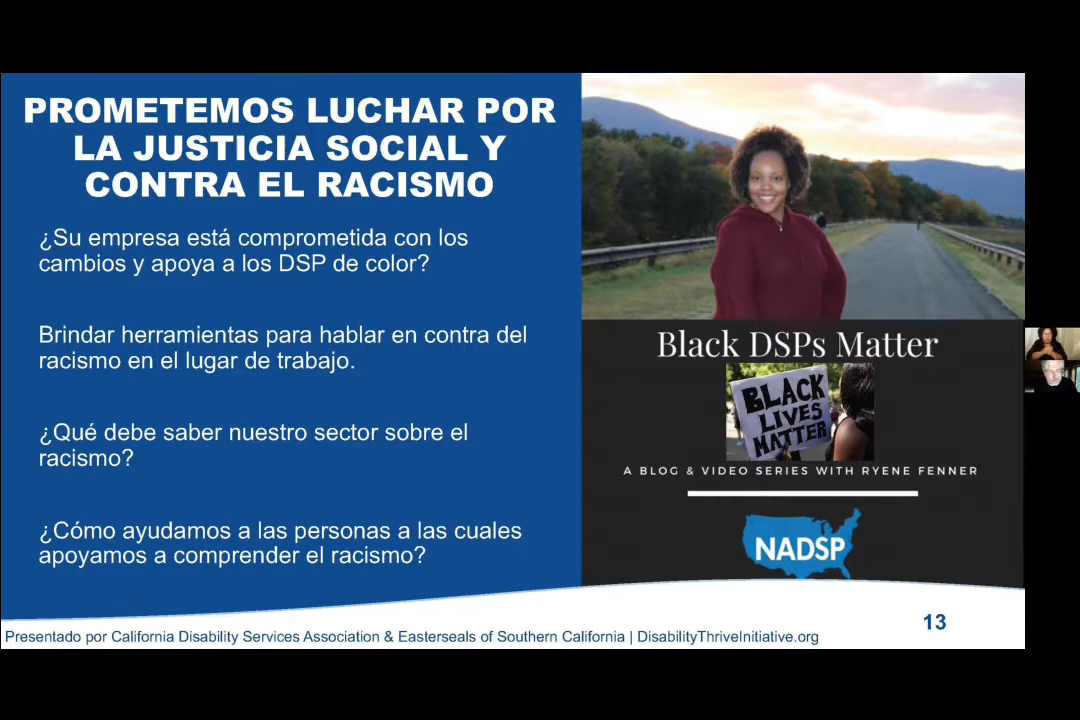 PROMETEMOS LUCHAR POR
LA JUSTICIA SOCIAL Y
CONTRA EL RACISMO
¿Su empresa está comprometida con los
cambios y apoya a los DSP de color?
Brindar herramientas para hablar en contra del
racismo en el lugar de trabajo.
¿Qué debe saber nuestro sector sobre el
racismo?
¿Cómo ayudamos a las personas a las cuales
apoyamos a comprender el racismo?
Black DSPs Matter
BLACK
LIVES
MATTER
A BLOG & VIDEO SERIES WITH RYENE FENNER
NADSP
13
Presentado por California Disability Services Association & Easterseals of Southern California | DisabilityThriveInitiative.org